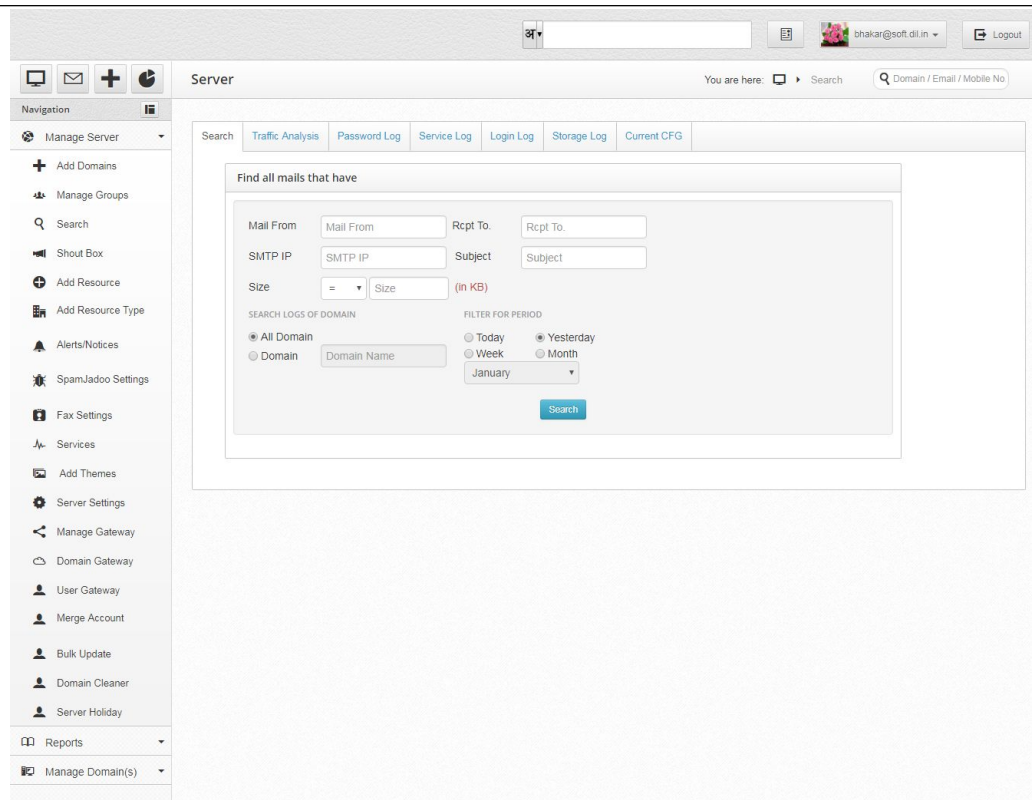 अ
bhakar@soft.dil.in
Logout
Server
You are here: Search
Domain / Email / Mobile No
Navigation
Manage Server
Add Domains
Manage Groups
Search
Shout Box
Add Resource
Add Resource Type
Alerts/Notices
SpamJadoo Settings
Fax Settings
Services
Add Themes
Server Settings
Manage Gateway
Domain Gateway
User Gateway
Merge Account
Bulk Update
Domain Cleaner
Server Holiday
Reports
Manage Domain(s)
Search Traffic Analysis Password Log Service Log Login Log Storage Log Current CFG
Find all mails that have
Mail From Mail From Rcpt To. Rcpt To.
SMTP IP SMTP IP Subject Subject
Size = Size (in KB)
SEARCH LOGS OF DOMAIN FILTER FOR PERIOD
All Domain Today Yesterday
Domain Domain Name Week Month
January
Search